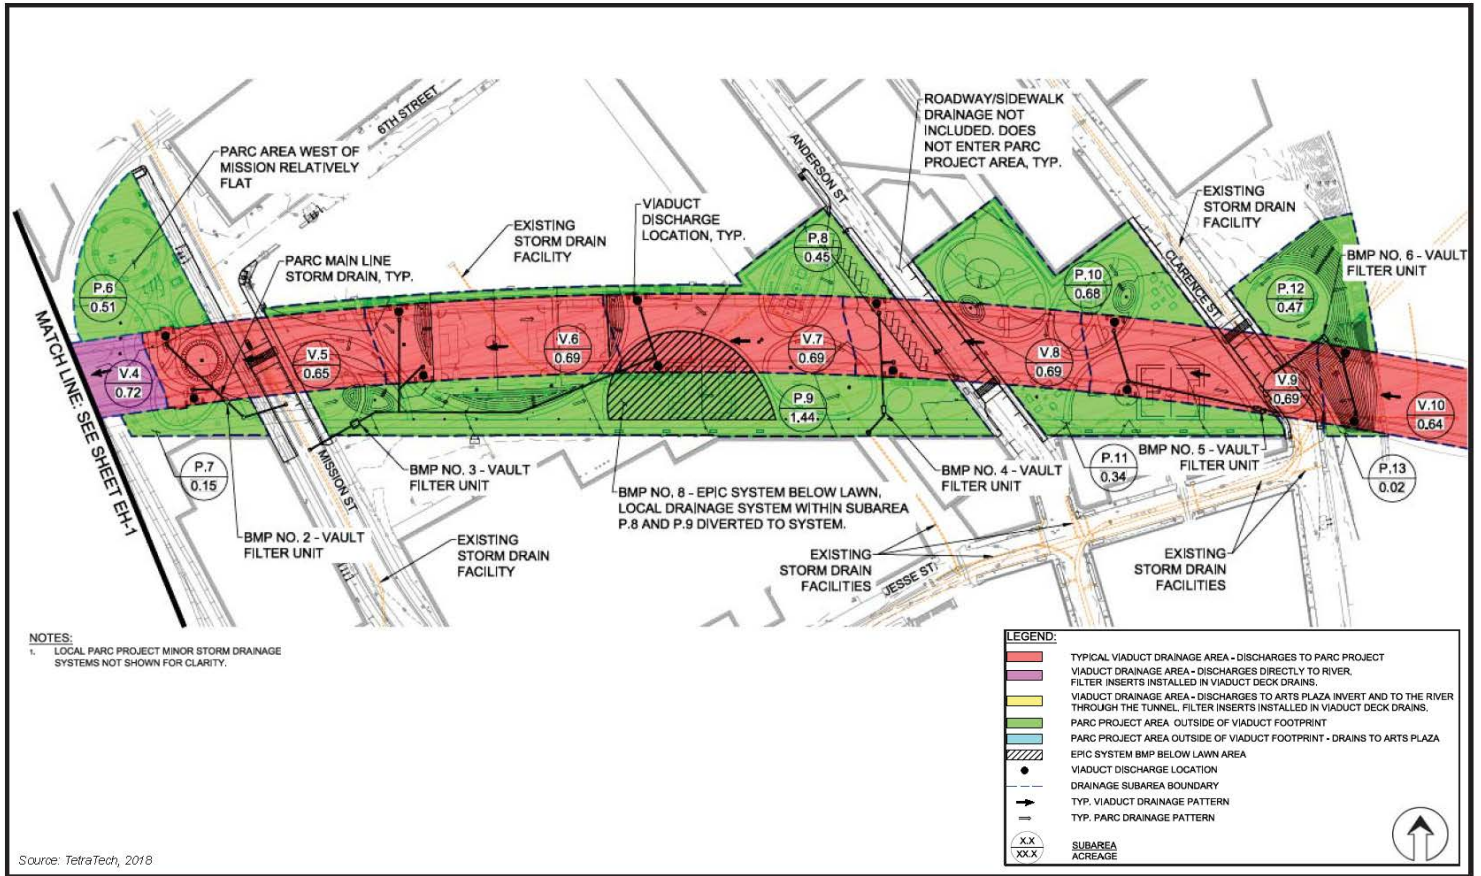 6TH STREET
ROADWAY/SIDEWALK
DRAINAGE NOT
INCLUDED. DOES
NOT ENTER PARC
PROJECT AREA, TYP.
ANDERSON ST
PARC AREA WEST OF
MISSION RELATIVELY
FLAT
EXISTING
STORM DRAIN
FACILITY
VIADUCT
DISCHARGE
LOCATION, TYP.
EXISTING
STORM DRAIN
FACILITY
PARC MAIN LINE
STORM DRAIN, TYP.
CLARENCE ST
BMP NO. 6 - VAULT
FILTER UNIT
P.8
0.45
P.10
0.68
P.12
0.47
P.6
0.51
MATCH LINE: SEE SHEET EH-1
V.4
0.72
V.5
0.65
V.6
0.69
V.7
0.69
V.8
0.69
V.9
0.69
V.10
0.64
P.9
1.44
P.7
0.15
MISSION ST
BMP NO. 3 - VAULT
FILTER UNIT
BMP NO. 8 - EPIC SYSTEM BELOW LAWN,
LOCAL DRAINAGE SYSTEM WITHIN SUBAREA
P.8 AND P.9 DIVERTED TO SYSTEM.
BMP NO. 4 - VAULT
FILTER UNIT
P.11
0.34
BMP NO. 5 - VAULT
FILTER UNIT
P.13
0.02
BMP NO. 2 - VAULT
FILTER UNIT
EXISTING
STORM DRAIN
FACILITY
EXISTING
STORM DRAIN
FACILITIES
JESSE ST
EXISTING
STORM DRAIN
FACILITIES
NOTES:
1. LOCAL PARC PROJECT MINOR STORM DRAINAGE
SYSTEMS NOT SHOWN FOR CLARITY.
LEGEND:
TYPICAL VIADUCT DRAINAGE AREA - DISCHARGES TO PARC PROJECT
VIADUCT DRAINAGE AREA - DISCHARGES DIRECTLY TO RIVER,
FILTER INSERTS INSTALLED IN VIADUCT DECK DRAINS.
VIADUCT DRAINAGE AREA - DISCHARGES TO ARTS PLAZA INVERT AND TO THE RIVER
THROUGH THE TUNNEL, FILTER INSERTS INSTALLED IN VIADUCT DECK DRAINS.
PARC PROJECT AREA OUTSIDE OF VIADUCT FOOTPRINT
PARC PROJECT AREA OUTSIDE OF VIADUCT FOOTPRINT - DRAINS TO ARTS PLAZA
EPIC SYSTEM BMP BELOW LAWN AREA
VIADUCT DISCHARGE LOCATION
DRAINAGE SUBAREA BOUNDARY
TYP. VIADUCT DRAINAGE PATTERN
TYP. PARC DRAINAGE PATTERN
X.X
XX.X
SUBAREA
ACREAGE
Source: TetraTech, 2018